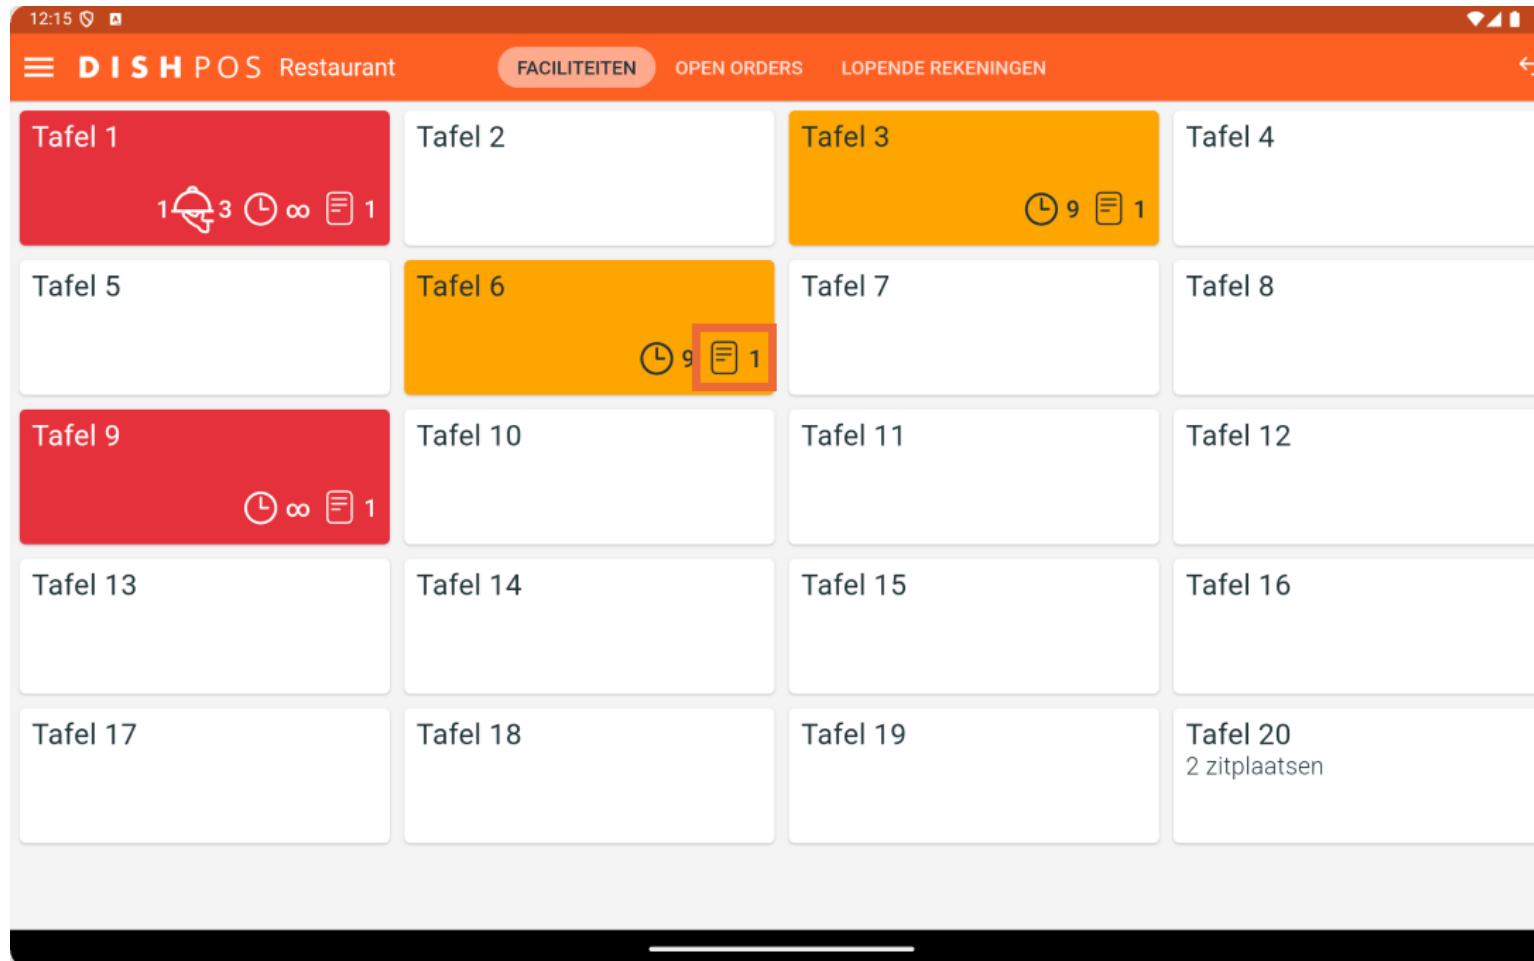 12:15
DISH POS Restaurant FACILITEITEN OPEN ORDERS LOPENDE REKENINGEN
Tafel 1 Tafel 2 Tafel 3 Tafel 4
1 3 ∞ 1 9 1
Tafel 5 Tafel 6 Tafel 7 Tafel 8
9 1
Tafel 9 Tafel 10 Tafel 11 Tafel 12
∞ 1
Tafel 13 Tafel 14 Tafel 15 Tafel 16
Tafel 17 Tafel 18 Tafel 19 Tafel 20
2 zitplaatsen